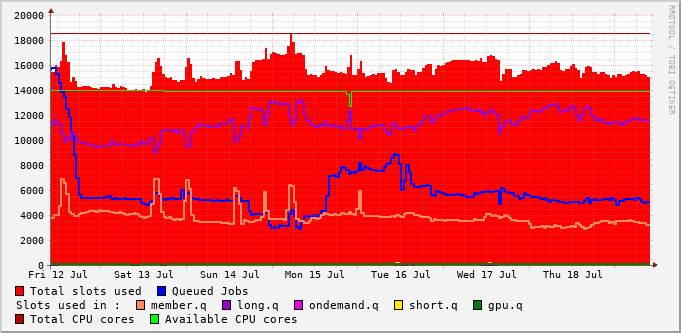 20000
18000
16000
14000
12000
10000
8000
6000
4000
2000
0
Fri 12 Jul Sat 13 Jul Sun 14 Jul Mon 15 Jul Tue 16 Jul Wed 17 Jul Thu 18 Jul
Total slots used Queued Jobs
Slots used in : member.q long.q ondemand.q short.q gpu.q
Total CPU cores Available CPU cores
RRDTOOL / TOBI OETIKER